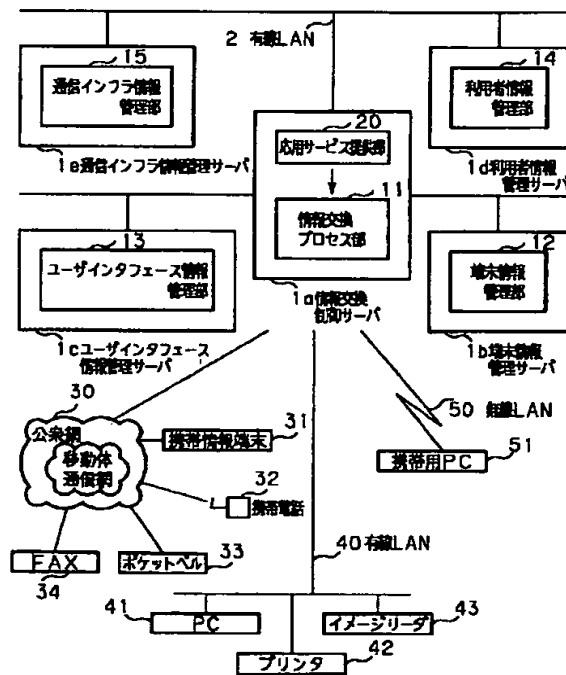 2 有線LAN
15
通信インフラ情報
管理部
1e通信インフラ情報管理サーバ
14
利用者情報
管理部
1d利用者情報
管理サーバ
20
応用サービス提供部
11
情報交換
プロセス部
1a情報交換
制御サーバ
13
ユーザインタフェース情報
管理部
1cユーザインタフェース
情報管理サーバ
12
端末情報
管理部
1b端末情報
管理サーバ
30
公衆網
移動体
通信網
31
携帯情報端末
32
携帯電話
33
ポケットベル
FAX
34
50 無線LAN
51
携帯用PC
40有線LAN
41
PC
43
イメージリーダ
プリンタ
42